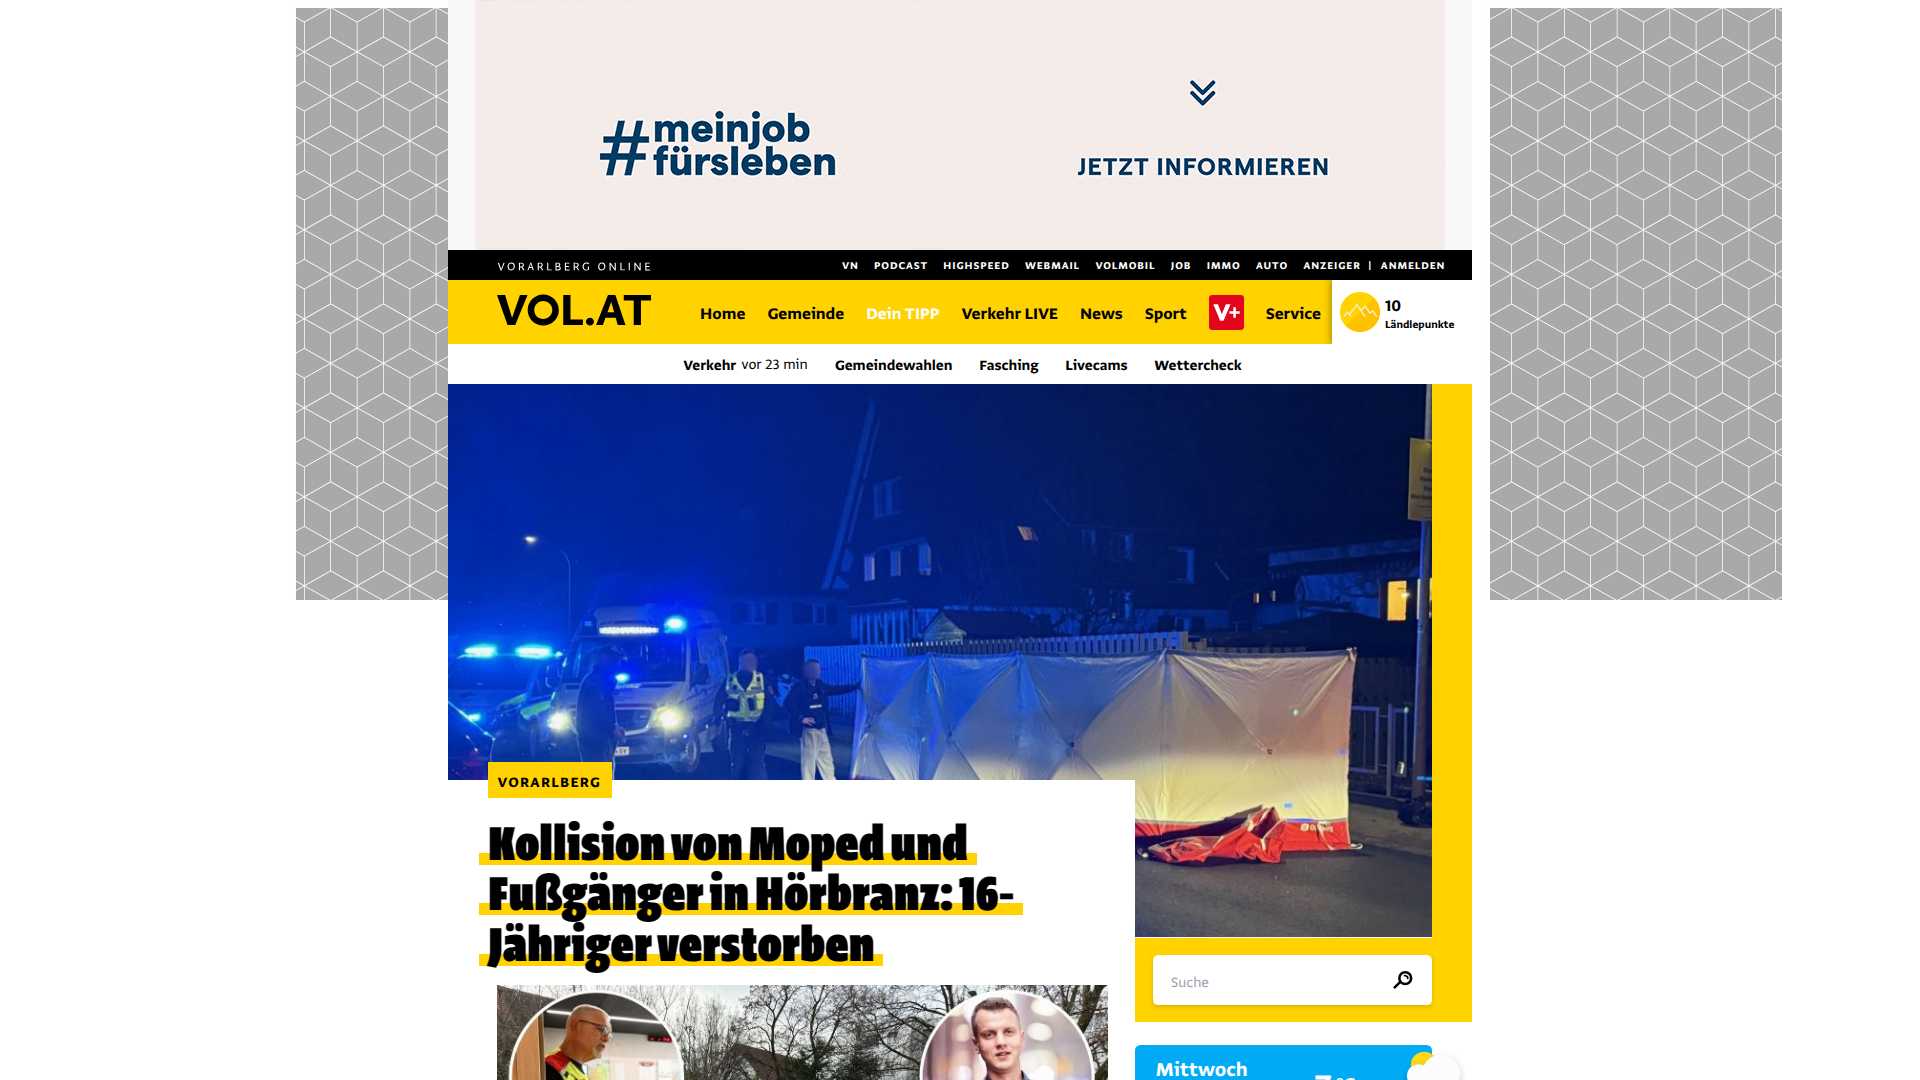 #meinjob
fürsleben
JETZT INFORMIEREN
VORARLBERG ONLINE
VN PODCAST HIGHSPEED WEBMAIL VOLMOBIL JOB IMMO AUTO ANZEIGER | ANMELDEN
VOL.AT
Home Gemeinde Dein TIPP Verkehr LIVE News Sport V+ Service
10
Ländlepunkte
Verkehr vor 23 min Gemeindewahlen Fasching Livecams Wettercheck
VORARLBERG
Kollision von Moped und
Fußgänger in Hörbranz: 16-
Jähriger verstorben
Suche
Mittwoch